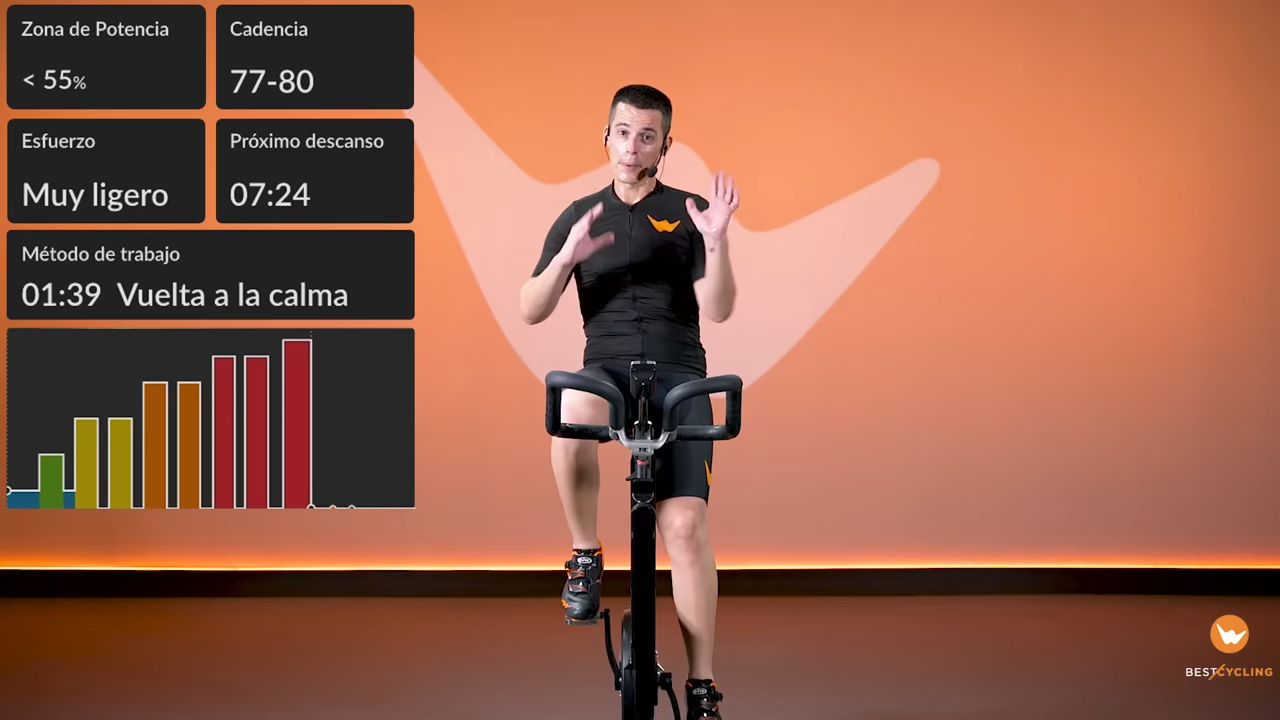 Zona de Potencia
< 55%
Cadencia
77-80
Esfuerzo
Muy ligero
Próximo descanso
07:24
Método de trabajo
01:39 Vuelta a la calma
BESTCYCLING